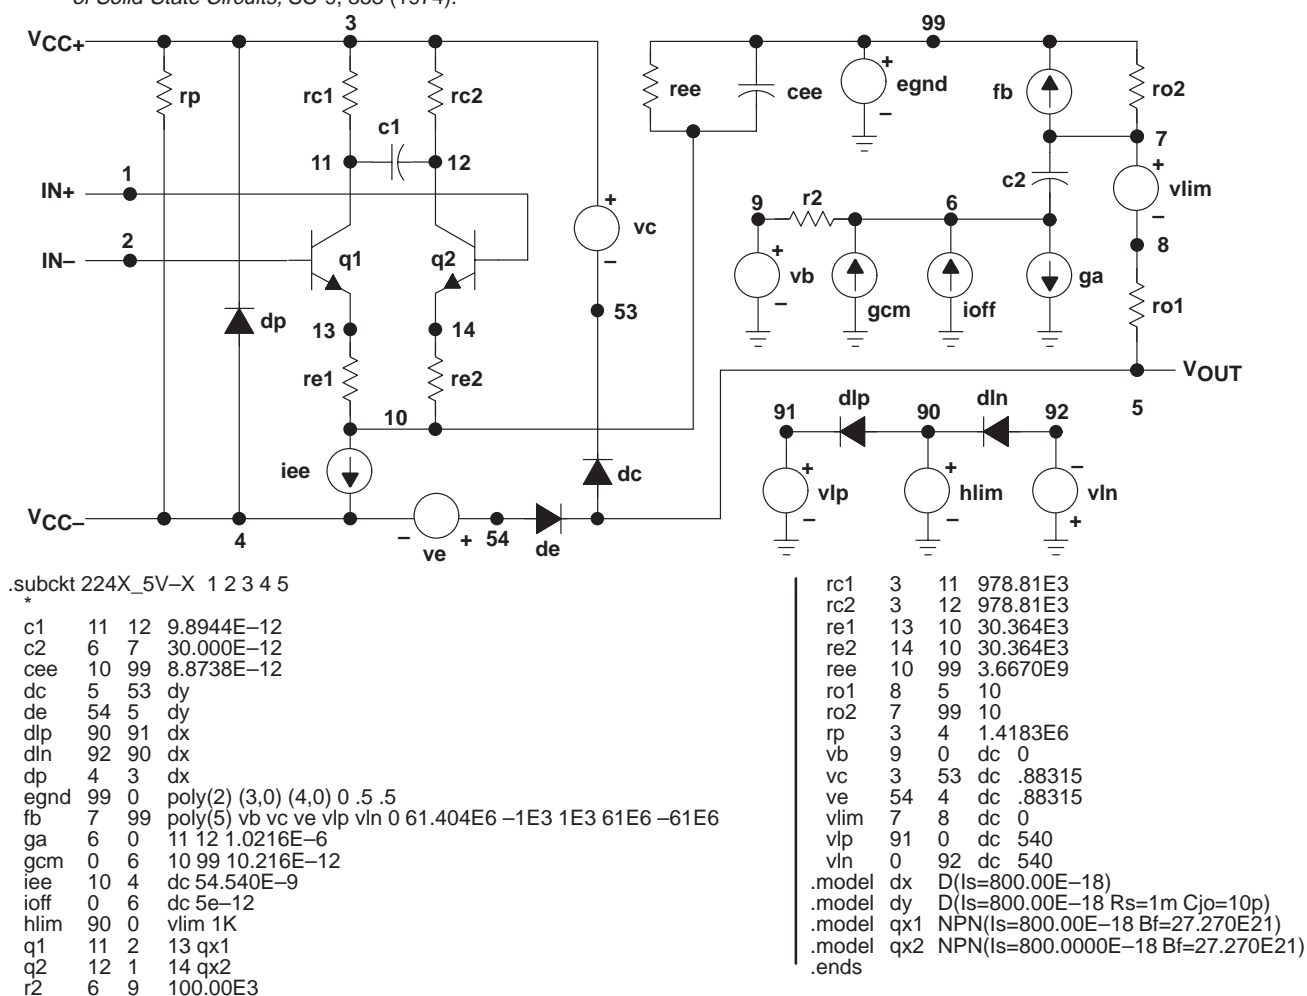 of Solid-State Circuits, SC-9, 353 (1974).
3
99
VCC+
rp
rc1
rc2
c1
11
12
ree
cee
egnd
+
–
fb
ro2
7
c2
+
vlim
–
8
ro1
1
IN+
2
IN–
q1
q2
+
vc
–
53
9
r2
6
+
vb
–
gcm
ioff
ga
dp
13
14
re1
re2
10
iee
dc
VOUT
5
91
dlp
90
dln
92
+
vlp
–
+
hlim
–
–
vln
+
VCC–
4
– ve + 54 de
.subckt 224X_5V–X 1 2 3 4 5
*
c1 11 12 9.8944E–12
c2 6 7 30.000E–12
cee 10 99 8.8738E–12
dc 5 53 dy
de 54 5 dy
dlp 90 91 dx
dln 92 90 dx
dp 4 3 dx
egnd 99 0 poly(2) (3,0) (4,0) 0 .5 .5
fb 7 99 poly(5) vb vc ve vlp vln 0 61.404E6 –1E3 1E3 61E6 –61E6
ga 6 0 11 12 1.0216E–6
gcm 0 6 10 99 10.216E–12
iee 10 4 dc 54.540E–9
ioff 0 6 dc 5e–12
hlim 90 0 vlim 1K
q1 11 2 13 qx1
q2 12 1 14 qx2
r2 6 9 100.00E3
rc1 3 11 978.81E3
rc2 3 12 978.81E3
re1 13 10 30.364E3
re2 14 10 30.364E3
ree 10 99 3.6670E9
ro1 8 5 10
ro2 7 99 10
rp 3 4 1.4183E6
vb 9 0 dc 0
vc 3 53 dc .88315
ve 54 4 dc .88315
vlim 7 8 dc 0
vlp 91 0 dc 540
vln 0 92 dc 540
.model dx D(Is=800.00E–18)
.model dy D(Is=800.00E–18 Rs=1m Cjo=10p)
.model qx1 NPN(Is=800.00E–18 Bf=27.270E21)
.model qx2 NPN(Is=800.0000E–18 Bf=27.270E21)
.ends